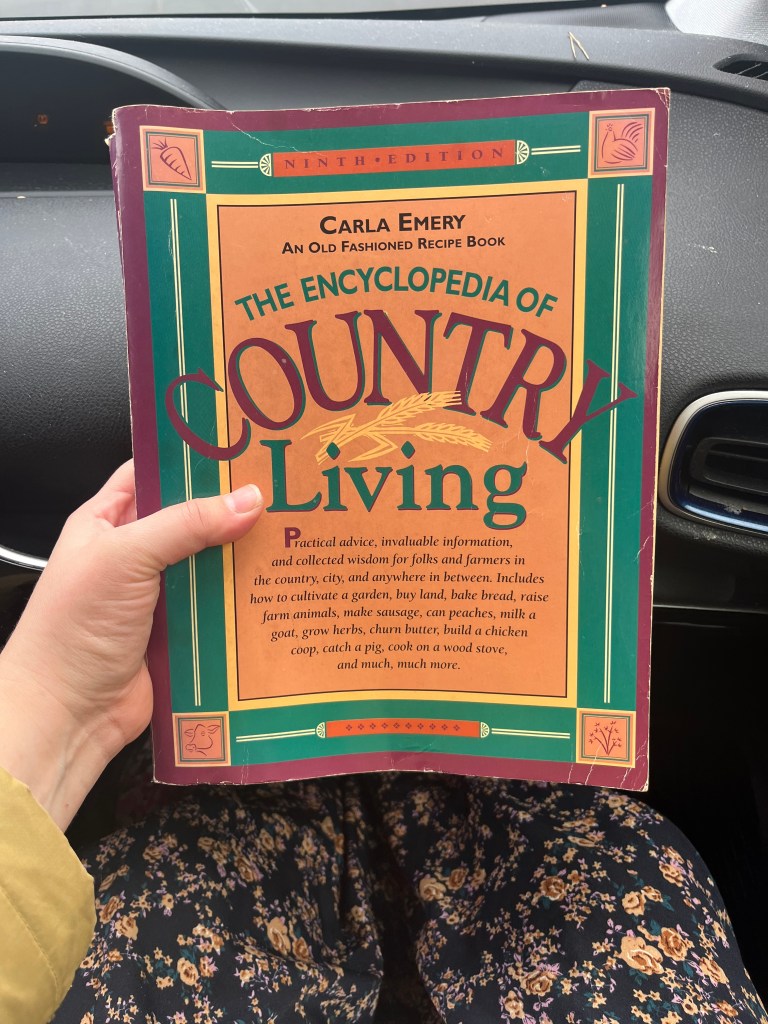 NINTH • EDITION
CARLA EMERY
AN OLD FASHIONED RECIPE BOOK
THE ENCYCLOPEDIA OF
COUNTRY
Living
Practical advice, invaluable information,
and collected wisdom for folks and farmers in
the country, city, and anywhere in between. Includes
how to cultivate a garden, buy land, bake bread, raise
farm animals, make sausage, can peaches, milk a
goat, grow herbs, churn butter, build a chicken
coop, catch a pig, cook on a wood stove,
and much, much more.